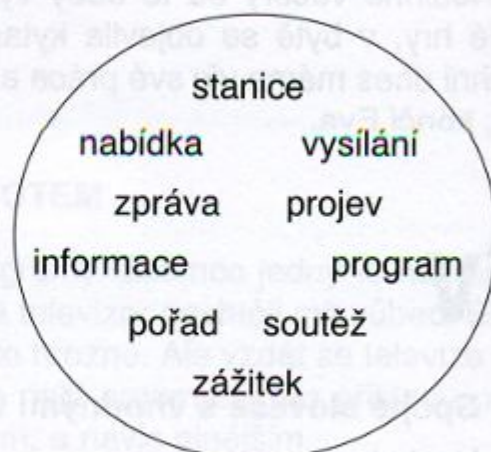 stanice
nabídka vysílání
zpráva projev
informace program
pořad soutěž
zážitek